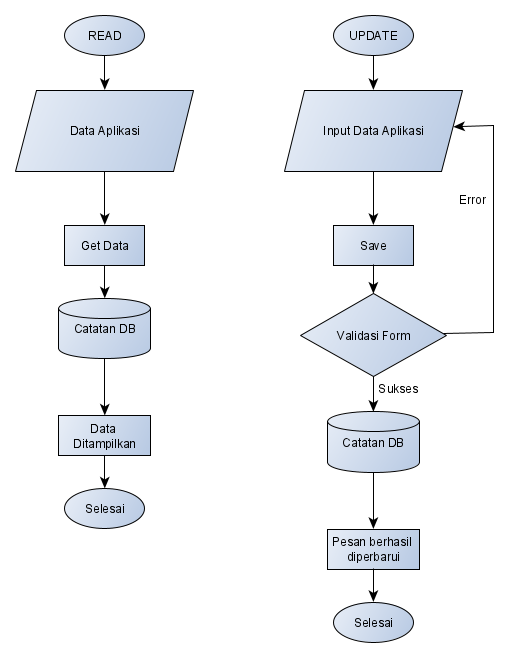 READ
Data Aplikasi
Get Data
Catatan DB
Data
Ditampilkan
Selesai
UPDATE
Input Data Aplikasi
Error
Save
Validasi Form
Sukses
Catatan DB
Pesan berhasil
diperbarui
Selesai